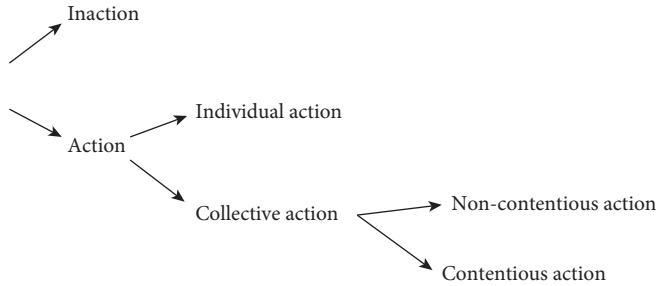 Inaction
Individual action
Action
Non-contentious action
Collective action
Contentious action